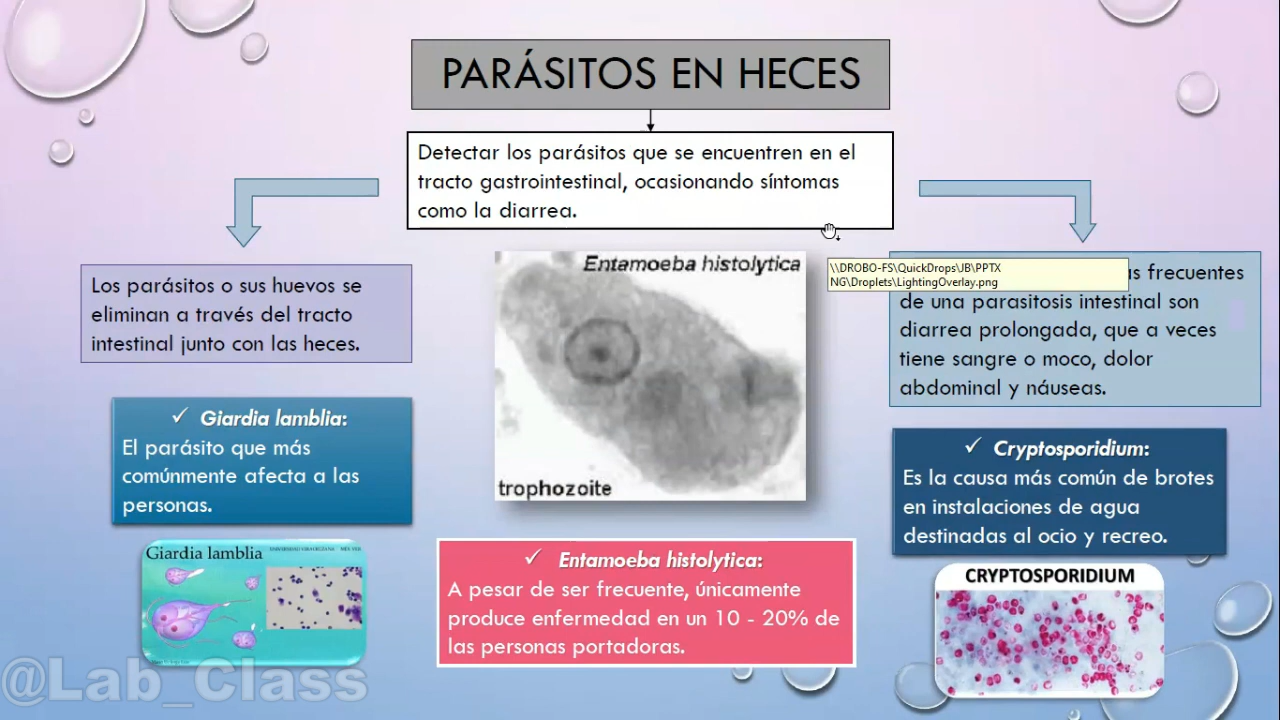 PARÁSITOS EN HECES
Detectar los parásitos que se encuentren en el
tracto gastrointestinal, ocasionando síntomas
como la diarrea.
Los parásitos o sus huevos se
eliminan a través del tracto
intestinal junto con las heces.
✓ Giardia lamblia:
El parásito que más
comúnmente afecta a las
personas.
Giardia lamblia
@Lab_Class
Entamoeba histolytica
trophozoite
✓ Entamoeba histolytica:
A pesar de ser frecuente, únicamente
produce enfermedad en un 10 - 20% de
las personas portadoras.
\\DROBO-FS\QuickDrops\JB\PPTX
NG\Droplets\LightingOverlay.png
frecuentes
de una parasitosis intestinal son
diarrea prolongada, que a veces
tiene sangre o moco, dolor
abdominal y náuseas.
✓ Cryptosporidium:
Es la causa más común de brotes
en instalaciones de agua
destinadas al ocio y recreo.
CRYPTOSPORIDIUM